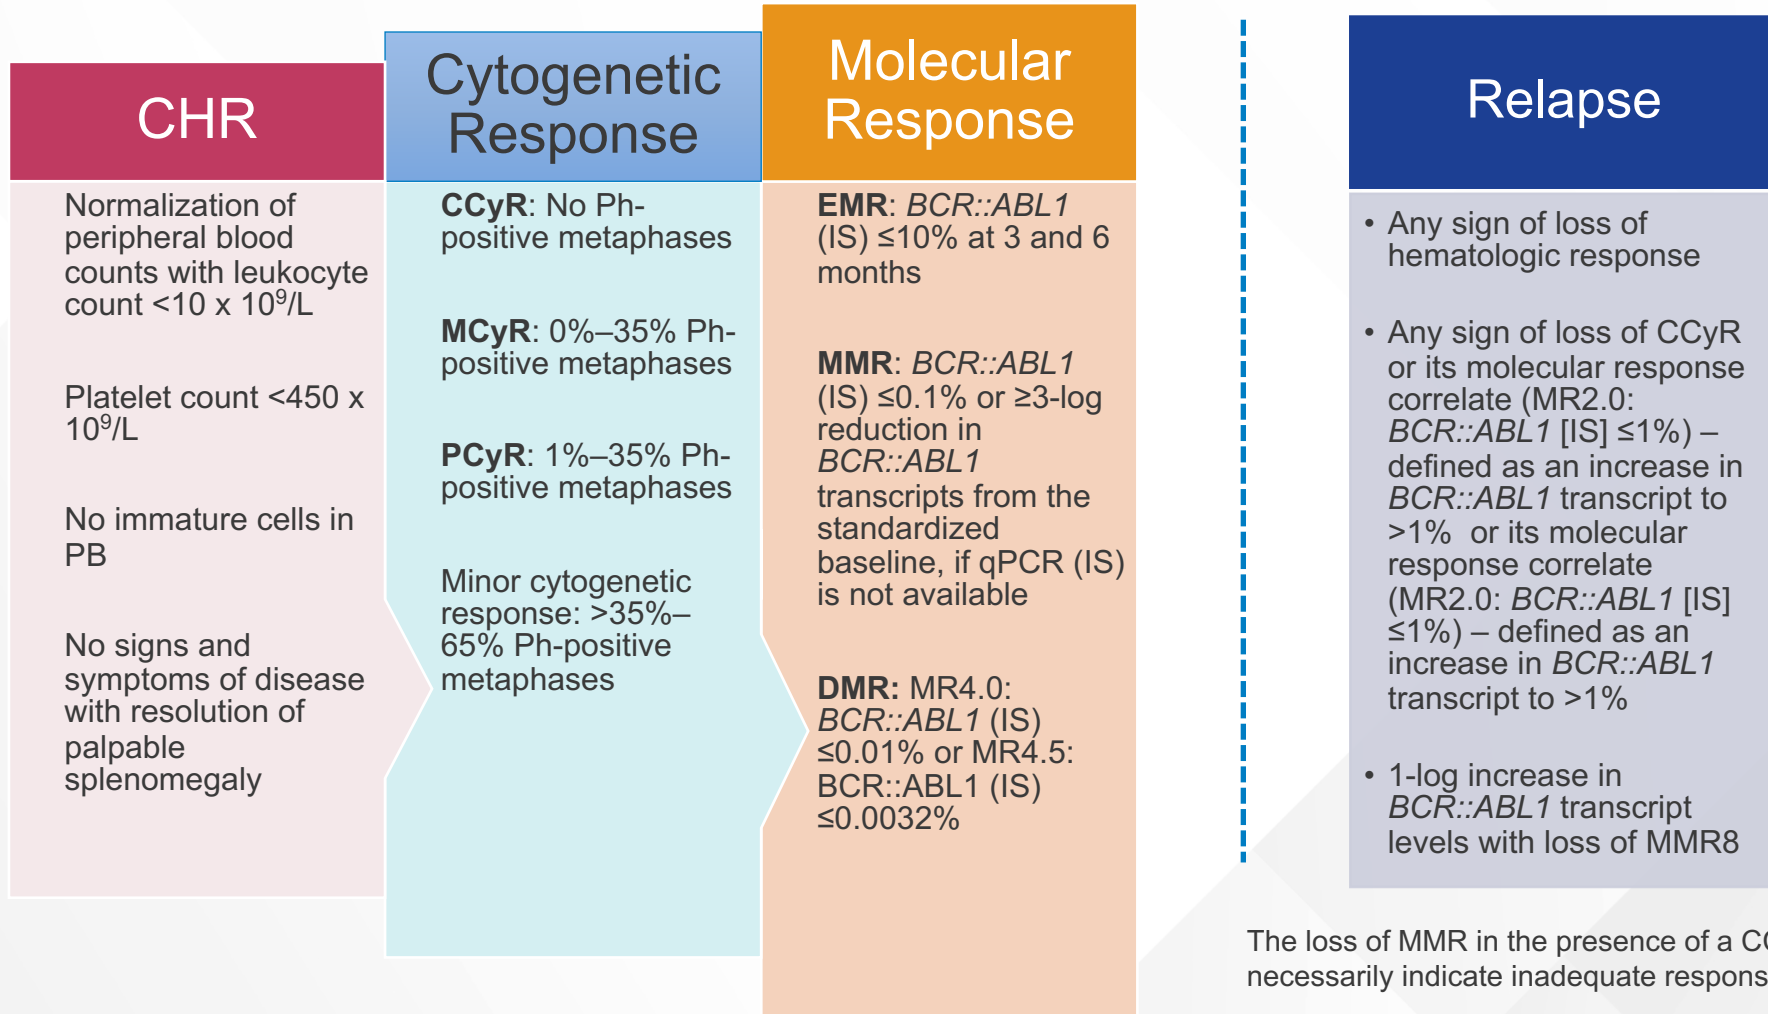 CHR
Normalization of
peripheral blood
counts with leukocyte
count <10 x 10⁹/L
Platelet count <450 x
10⁹/L
No immature cells in
PB
No signs and
symptoms of disease
with resolution of
palpable
splenomegaly
Cytogenetic
Response
CCyR: No Ph-
positive metaphases
MCyR: 0%–35% Ph-
positive metaphases
PCyR: 1%–35% Ph-
positive metaphases
Minor cytogenetic
response: >35%–
65% Ph-positive
metaphases
Molecular
Response
EMR: BCR::ABL1
(IS) ≤10% at 3 and 6
months
MMR: BCR::ABL1
(IS) ≤0.1% or ≥3-log
reduction in
BCR::ABL1
transcripts from the
standardized
baseline, if qPCR (IS)
is not available
DMR: MR4.0:
BCR::ABL1 (IS)
≤0.01% or MR4.5:
BCR::ABL1 (IS)
≤0.0032%
Relapse
• Any sign of loss of
hematologic response
• Any sign of loss of CCyR
or its molecular response
correlate (MR2.0:
BCR::ABL1 [IS] ≤1%) –
defined as an increase in
BCR::ABL1 transcript to
>1% or its molecular
response correlate
(MR2.0: BCR::ABL1 [IS]
≤1%) – defined as an
increase in BCR::ABL1
transcript to >1%
• 1-log increase in
BCR::ABL1 transcript
levels with loss of MMR8
The loss of MMR in the presence of a
necessarily indicate inadequate